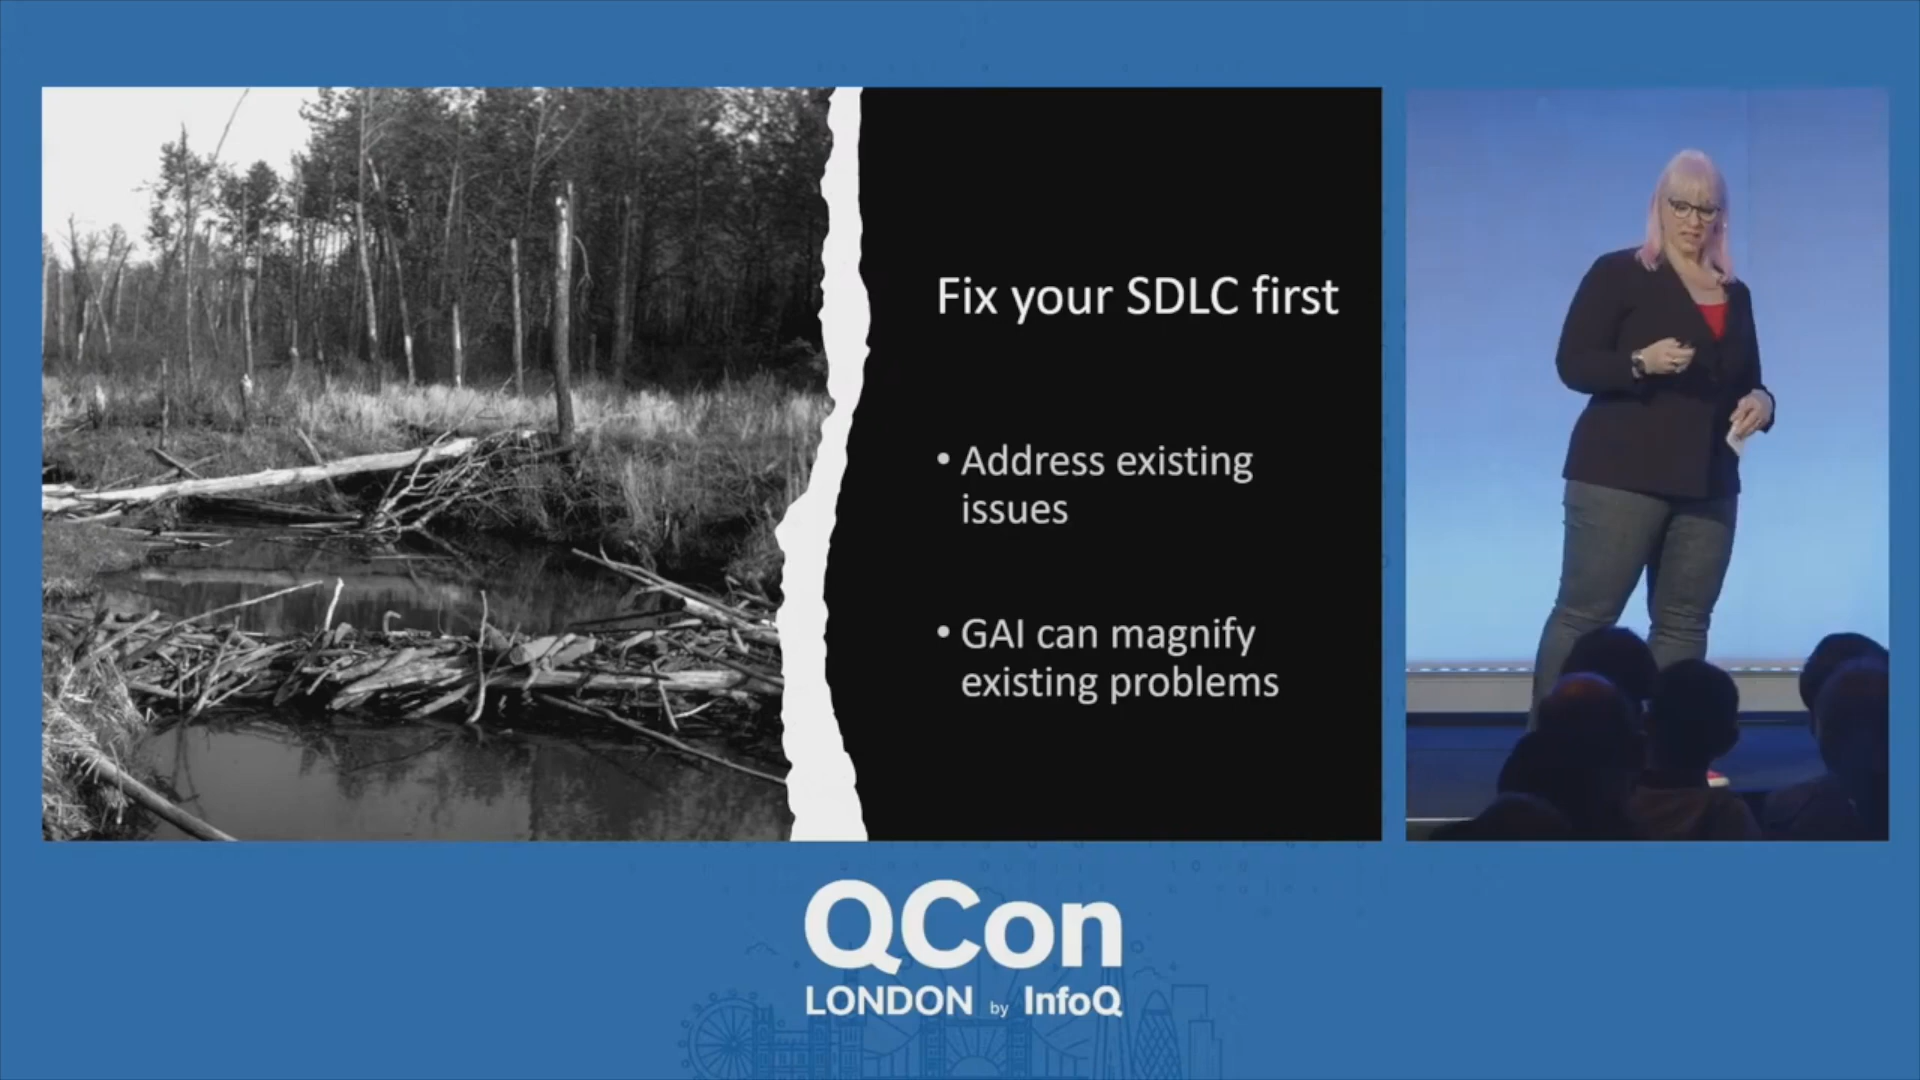 Fix your SDLC first
• Address existing
issues
• GAI can magnify
existing problems
QCon
LONDON by InfoQ